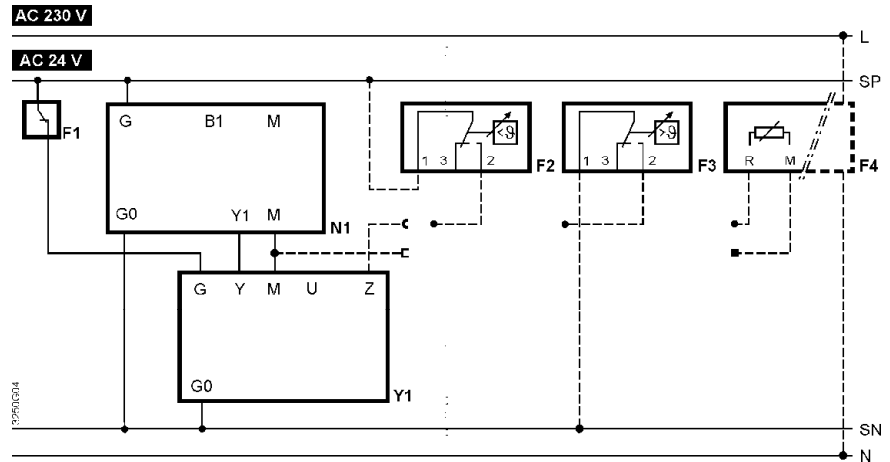 AC 230 V
L
AC 24 V
SP
F1
G B1 M
G0 Y1 M
N1
<ϑ
1 3 2
F2
>ϑ
1 3 2
F3
R M
F4
G Y M U Z
G0
Y1
3250G04
SN
N